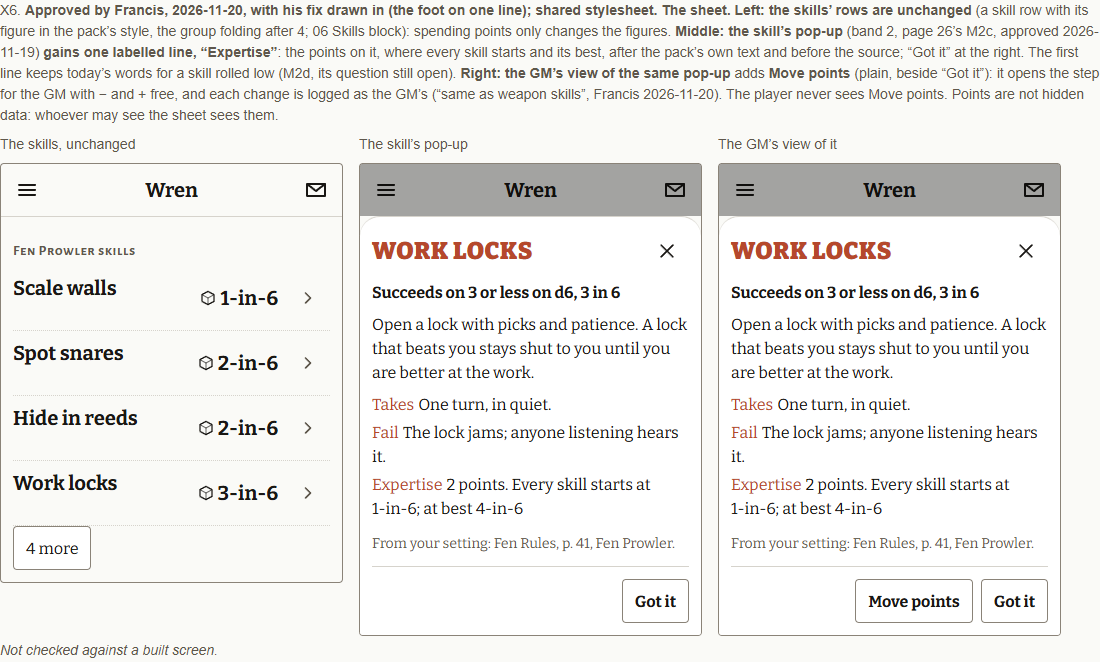 X6. Approved by Francis, 2026-11-20, with his fix drawn in (the foot on one line); shared stylesheet. The sheet. Left: the skills’ rows are unchanged (a skill row with its
figure in the pack’s style, the group folding after 4; 06 Skills block): spending points only changes the figures. Middle: the skill’s pop-up (band 2, page 26’s M2c, approved 2026-
11-19) gains one labelled line, “Expertise”: the points on it, where every skill starts and its best, after the pack’s own text and before the source; “Got it” at the right. The first
line keeps today’s words for a skill rolled low (M2d, its question still open). Right: the GM’s view of the same pop-up adds Move points (plain, beside “Got it”): it opens the step
for the GM with – and + free, and each change is logged as the GM’s (“same as weapon skills”, Francis 2026-11-20). The player never sees Move points. Points are not hidden
data: whoever may see the sheet sees them.
The skills, unchanged
Wren
Fen Prowler skills
Scale walls
1-in-6
Spot snares
2-in-6
Hide in reeds
2-in-6
Work locks
3-in-6
4 more
The skill’s pop-up
Wren
WORK LOCKS
Succeeds on 3 or less on d6, 3 in 6
Open a lock with picks and patience. A lock
that beats you stays shut to you until you
are better at the work.
Takes One turn, in quiet.
Fail The lock jams; anyone listening hears
it.
Expertise 2 points. Every skill starts at
1-in-6; at best 4-in-6
From your setting: Fen Rules, p. 41, Fen Prowler.
Got it
The GM’s view of it
Wren
WORK LOCKS
Succeeds on 3 or less on d6, 3 in 6
Open a lock with picks and patience. A lock
that beats you stays shut to you until you
are better at the work.
Takes One turn, in quiet.
Fail The lock jams; anyone listening hears
it.
Expertise 2 points. Every skill starts at
1-in-6; at best 4-in-6
From your setting: Fen Rules, p. 41, Fen Prowler.
Move points
Got it
Not checked against a built screen.